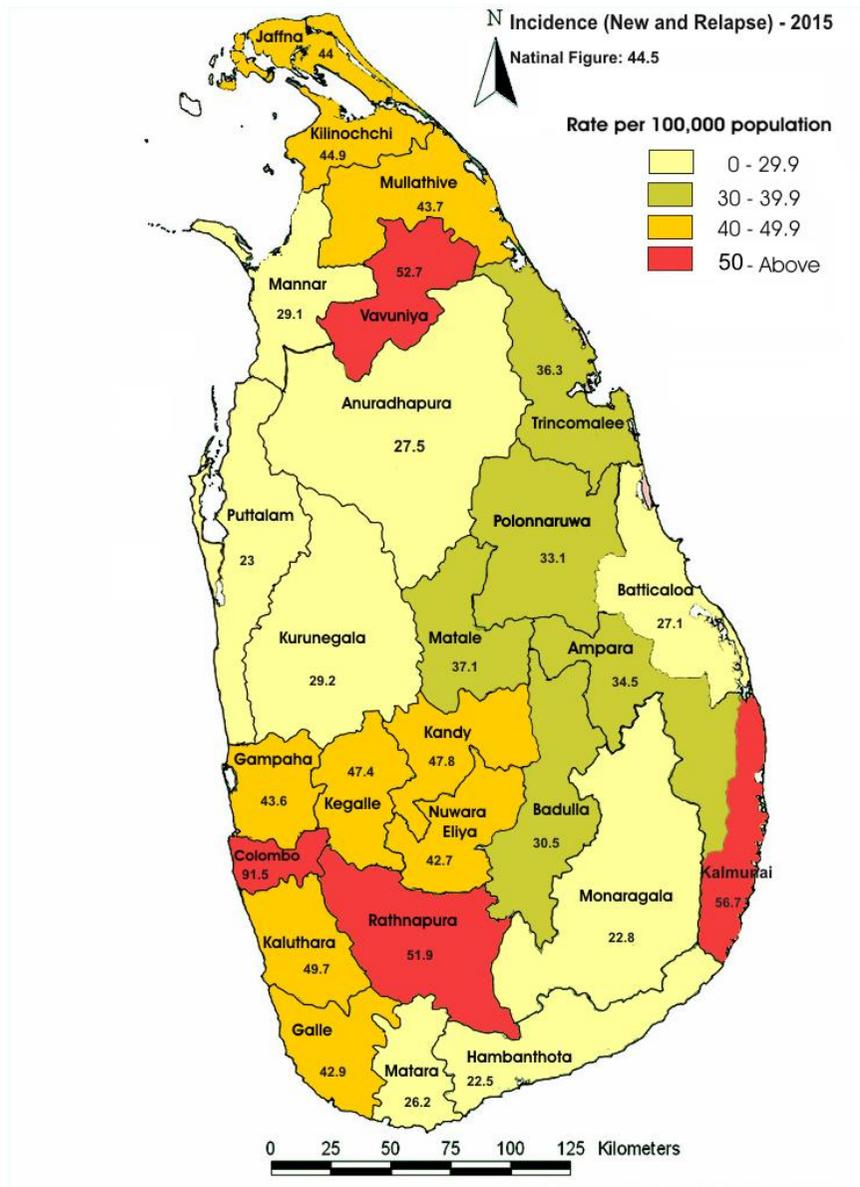 N
Incidence (New and Relapse) - 2015
Natinal Figure: 44.5
Rate per 100,000 population
0 - 29.9
30 - 39.9
40 - 49.9
50 - Above
Jaffna
44
Kilinochchi
44.9
Mullathive
43.7
52.7
Vavuniya
Mannar
29.1
Anuradhapura
27.5
36.3
Trincomalee
Puttalam
23
Polonnaruwa
33.1
Batticaloa
27.1
Kurunegala
29.2
Matale
37.1
Ampara
34.5
Kandy
47.8
Gampaha
43.6
47.4
Kegalle
Nuwara
Eliya
42.7
Badulla
30.5
Colombo
91.5
Kalmunai
56.7
Monaragala
22.8
Rathnapura
51.9
Kaluthara
49.7
Galle
42.9
Matara
26.2
Hambanthota
22.5
0 25 50 75 100 125 Kilometers